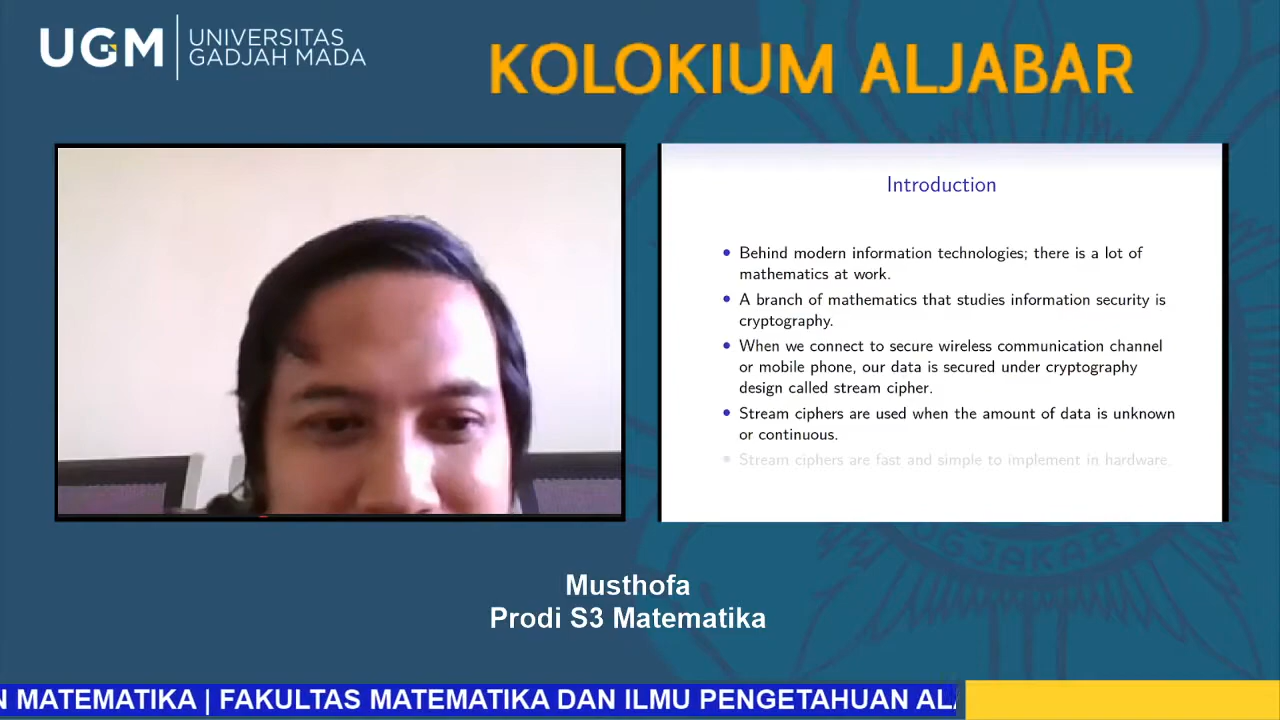 UGM
UNIVERSITAS
GADJAH MADA
KOLOKIUM ALJABAR
Introduction
• Behind modern information technologies; there is a lot of
mathematics at work.
• A branch of mathematics that studies information security is
cryptography.
• When we connect to secure wireless communication channel
or mobile phone, our data is secured under cryptography
design called stream cipher.
• Stream ciphers are used when the amount of data is unknown
or continuous.
• Stream ciphers are fast and simple to implement in hardware.
Musthofa
Prodi S3 Matematika
N MATEMATIKA | FAKULTAS MATEMATIKA DAN ILMU PENGETAHUAN AL